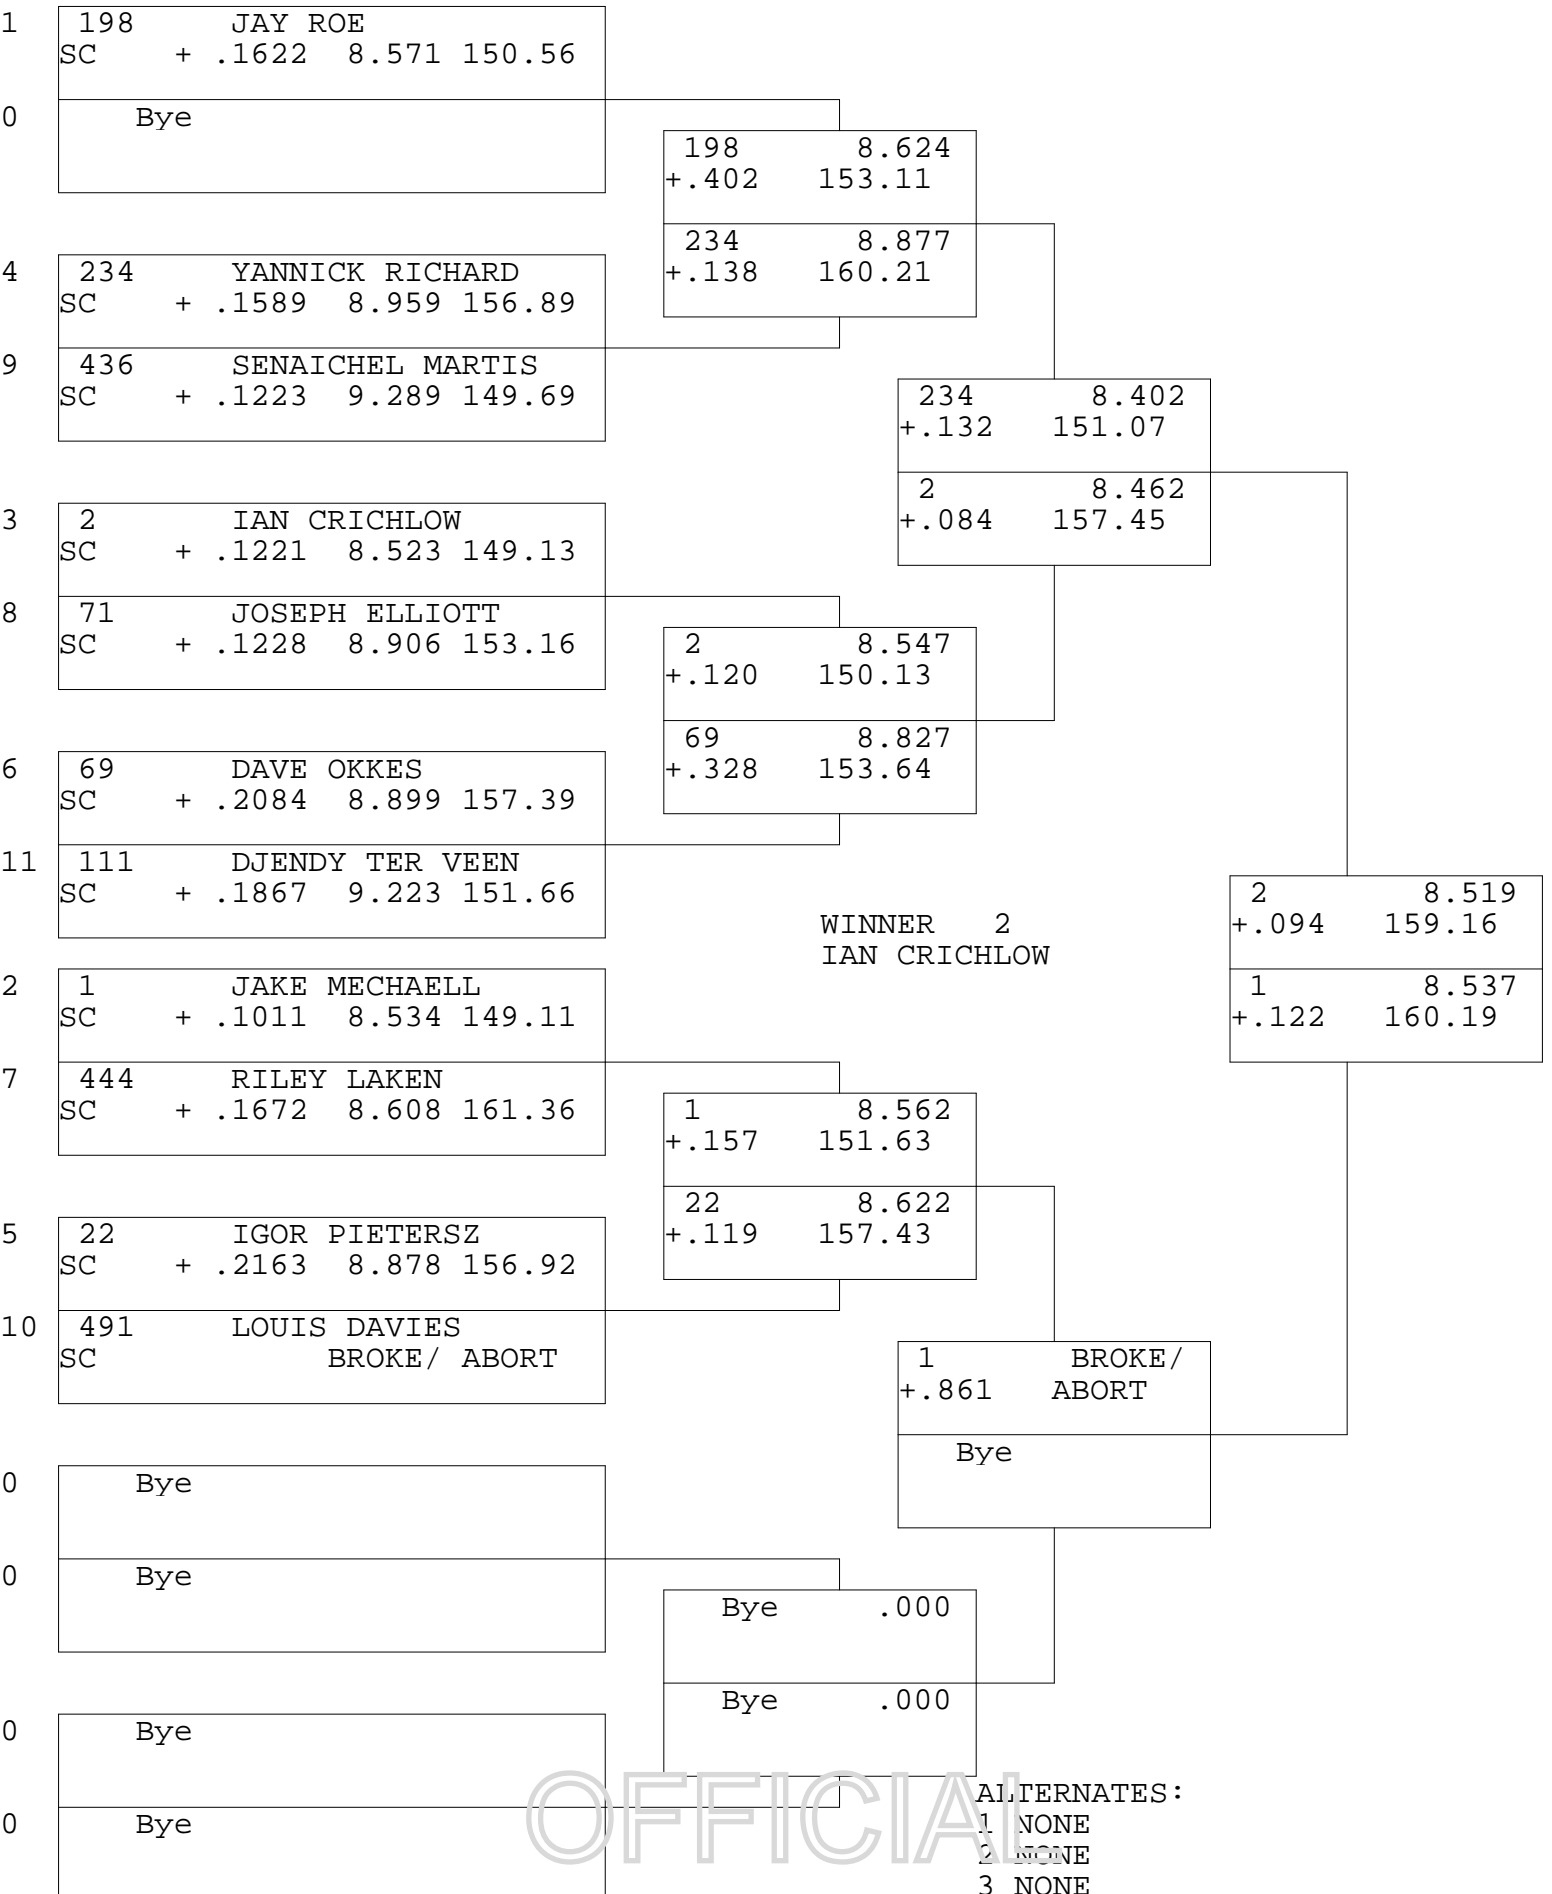 1 198 JAY ROE
SC + .1622 8.571 150.56
0 Bye
198 8.624
+.402 153.11
234 8.877
+.138 160.21
4 234 YANNICK RICHARD
SC + .1589 8.959 156.89
9 436 SENAICHEL MARTIS
SC + .1223 9.289 149.69
234 8.402
+.132 151.07
2 8.462
+.084 157.45
3 2 IAN CRICHLOW
SC + .1221 8.523 149.13
8 71 JOSEPH ELLIOTT
SC + .1228 8.906 153.16
2 8.547
+.120 150.13
69 8.827
+.328 153.64
6 69 DAVE OKKES
SC + .2084 8.899 157.39
11 111 DJENDY TER VEEN
SC + .1867 9.223 151.66
WINNER 2
IAN CRICHLOW
2 8.519
+.094 159.16
1 8.537
+.122 160.19
2 1 JAKE MECHAELL
SC + .1011 8.534 149.11
7 444 RILEY LAKEN
SC + .1672 8.608 161.36
1 8.562
+.157 151.63
22 8.622
+.119 157.43
5 22 IGOR PIETERSZ
SC + .2163 8.878 156.92
10 491 LOUIS DAVIES
SC BROKE/ ABORT
1 BROKE/
+.861 ABORT
Bye
0 Bye
0 Bye
Bye .000
Bye .000
0 Bye
0 Bye
OFFICIAL
ALTERNATES:
1 NONE
2 NONE
3 NONE